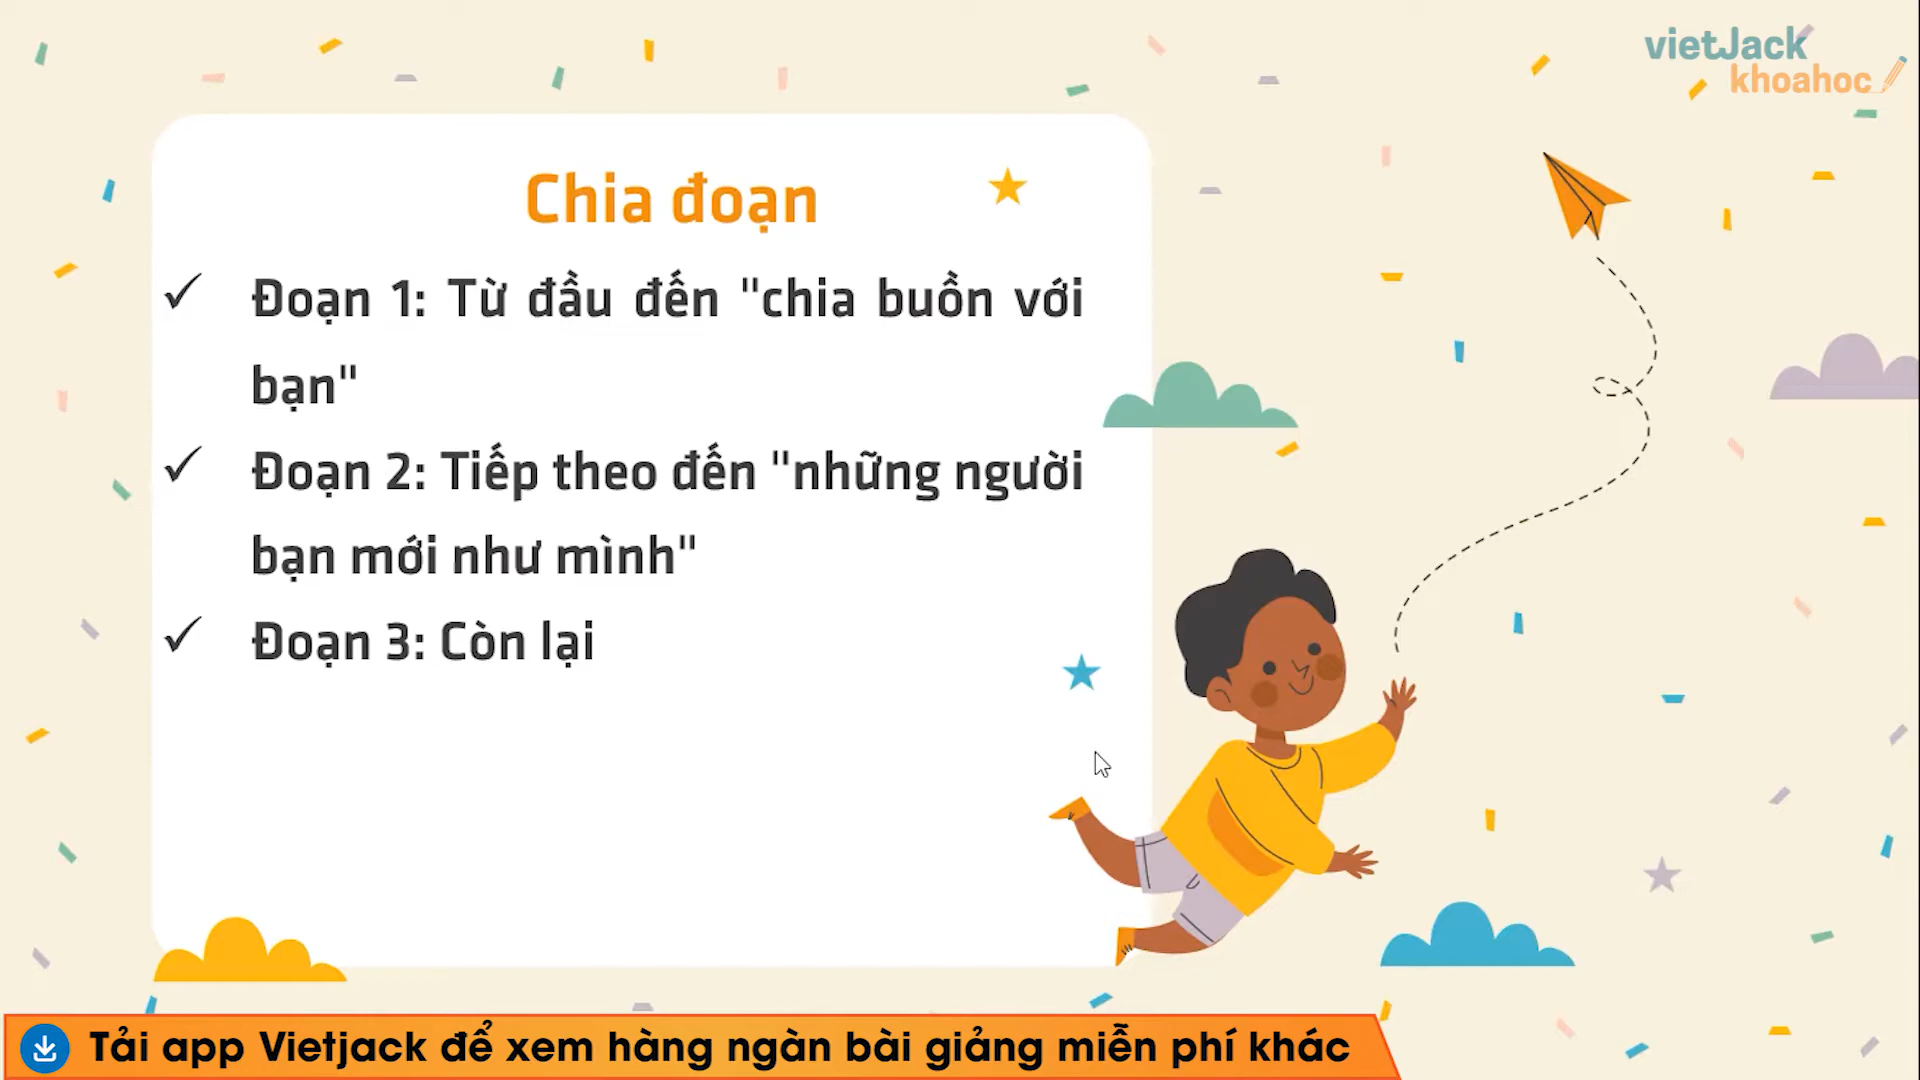 vietJack
khoahoc
Chia đoạn
Đoạn 1: Từ đầu đến "chia buồn với
bạn"
Đoạn 2: Tiếp theo đến "những người
bạn mới như mình"
Đoạn 3: Còn lại
Tải app Vietjack để xem hàng ngàn bài giảng miễn phí khác